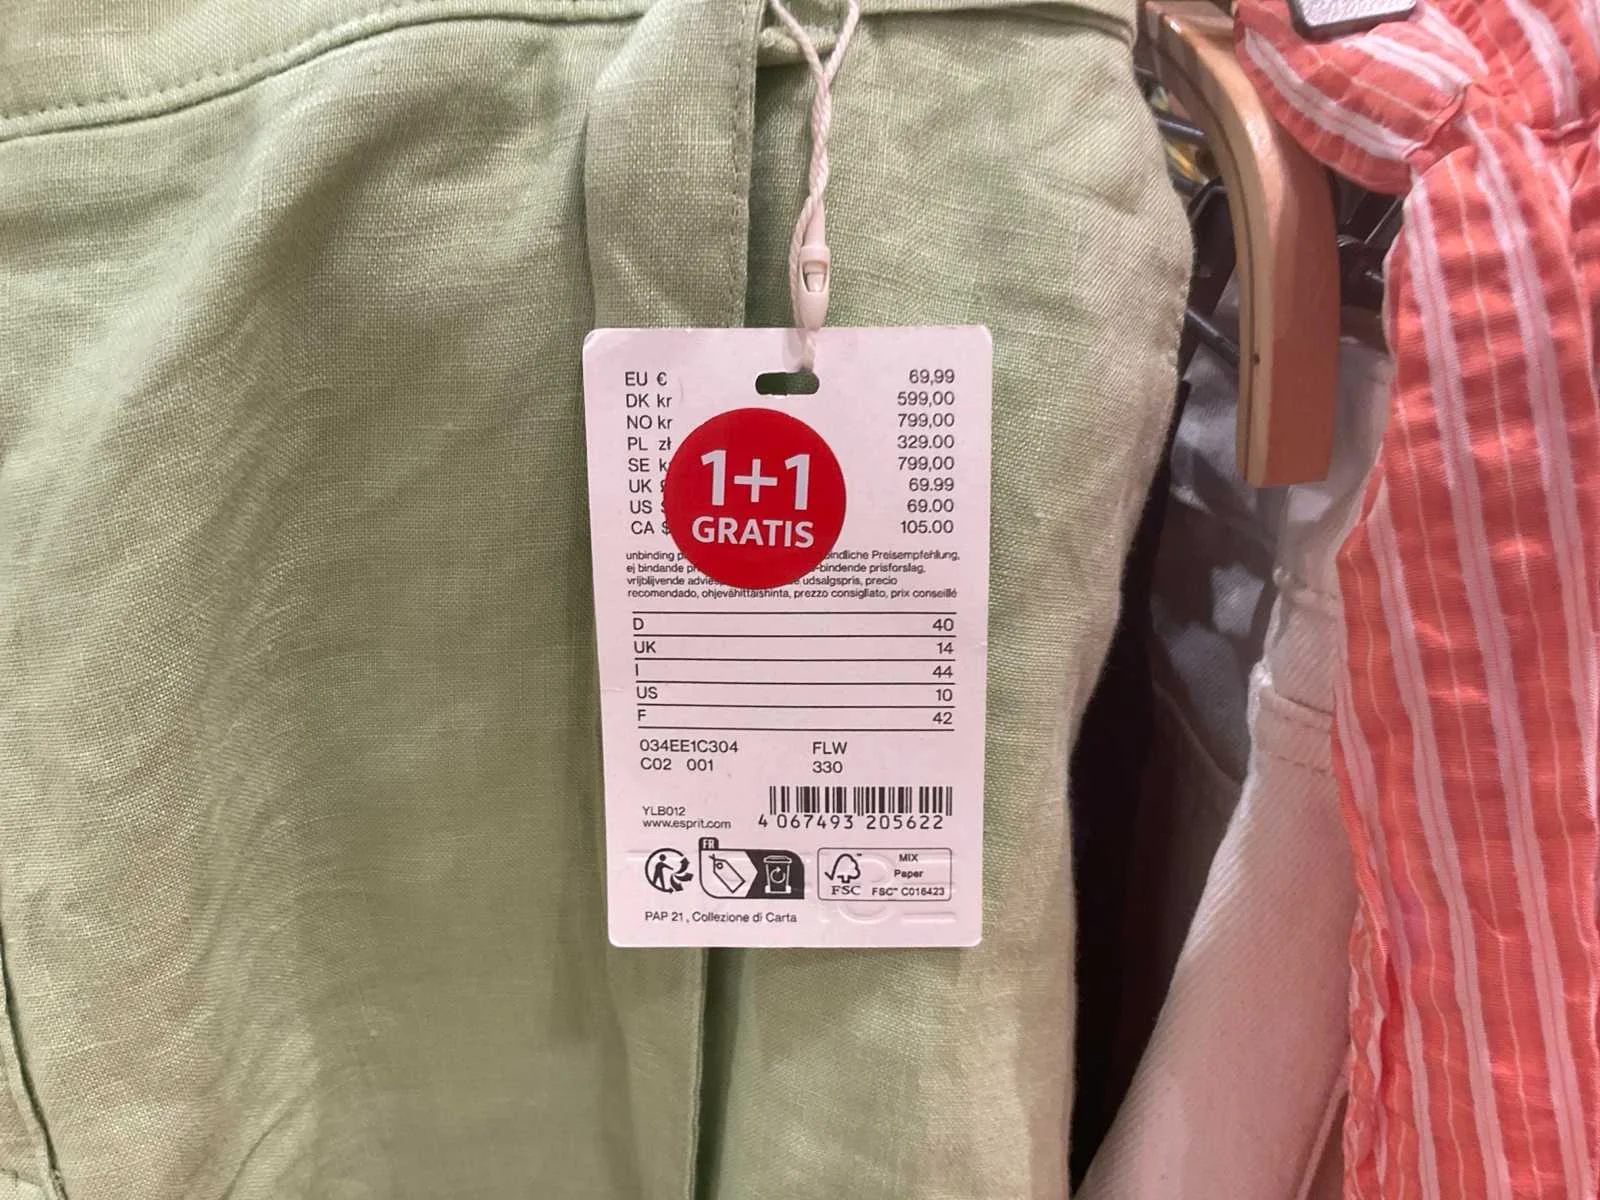 EU € 69,99
DK kr 599,00
NO kr 799,00
PL zł 329.00
SE k 799,00
UK 69.99
US 69.00
CA $ 105.00
1+1
GRATIS
unbinding p indliche Preisempfehlung,
ej bindande pr -bindende prisforslag,
vrijblijvende advies udsalgspris, precio
recomendado, ohjevähittäishinta, prezzo consigliato, prix conseillé
D 40
UK 14
I 44
US 10
F 42
034EE1C304 FLW
C02 001 330
YLB012
www.esprit.com
4 067493 205622
FR
MIX
Paper
FSC™ C016423
FSC
PAP 21, Collezione di Carta